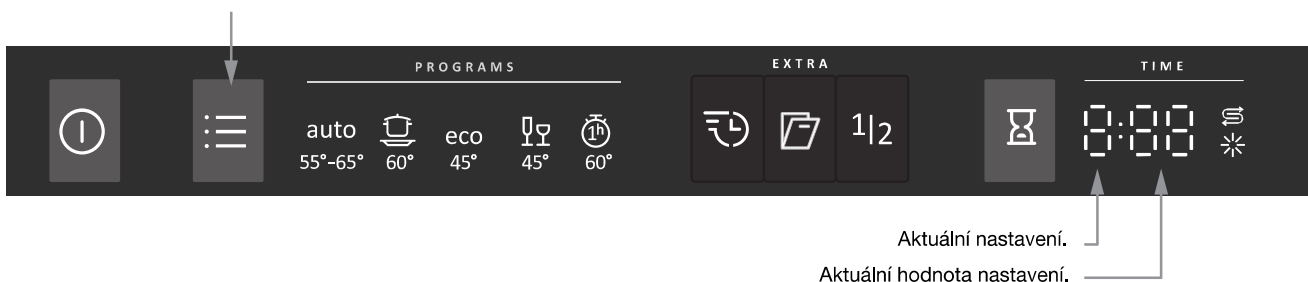 PROGRAMS
EXTRA
TIME
auto
eco
1h
1|2
8:88
55°-65°
60°
45°
45°
60°
Aktuální nastavení.
Aktuální hodnota nastavení.